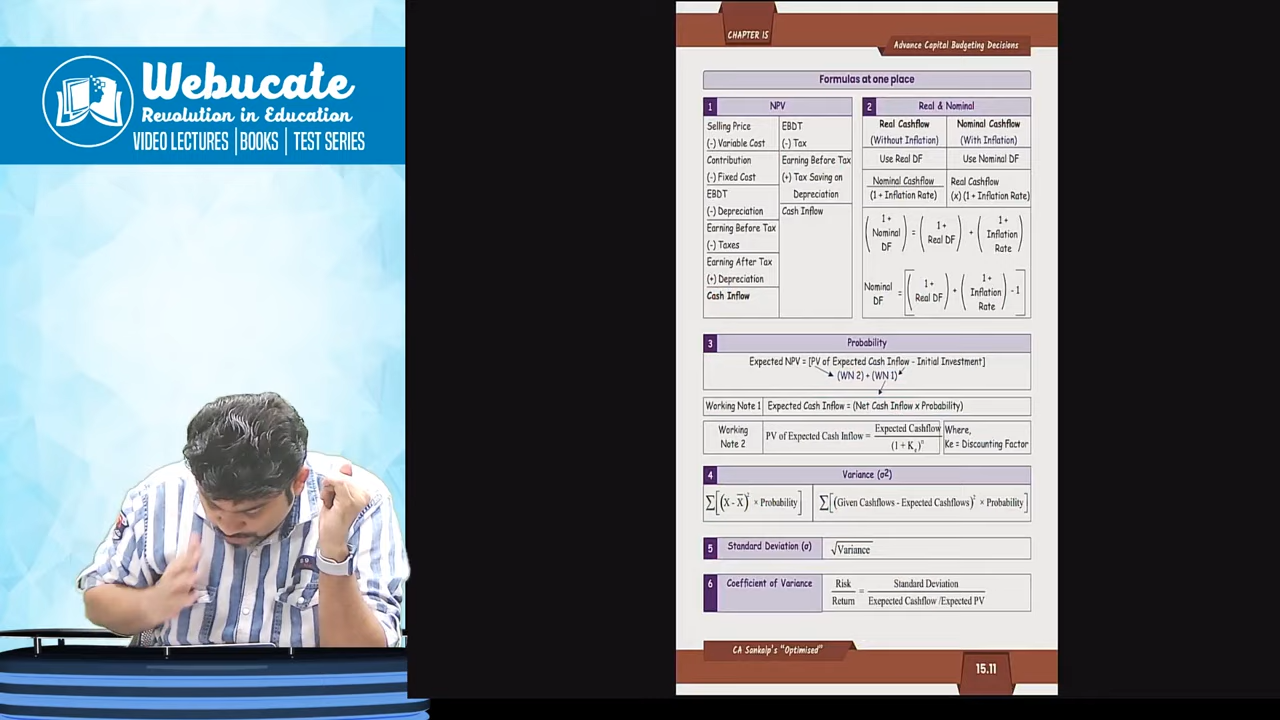 Webucate
Revolution in Education
VIDEO LECTURES | BOOKS | TEST SERIES
CHAPTER 15
Advance Capital Budgeting Decisions
Formulas at one place
1 NPV
Selling Price
(-) Variable Cost
Contribution
(-) Fixed Cost
EBDT
(-) Depreciation
Earning Before Tax
(-) Taxes
Earning After Tax
(+) Depreciation
Cash Inflow
EBDT
(-) Tax
Earning Before Tax
(+) Tax Saving on
Depreciation
Cash Inflow
2 Real & Nominal
Real Cashflow
(Without Inflation)
Nominal Cashflow
(With Inflation)
Use Real DF
Use Nominal DF
Nominal Cashflow
(1 + Inflation Rate)
Real Cashflow
(x) (1 + Inflation Rate)
(1 + Nominal DF) = (1 + Real DF) + (1 + Inflation Rate)
Nominal DF = [(1 + Real DF) + (1 + Inflation Rate) - 1]
3 Probability
Expected NPV = [PV of Expected Cash Inflow - Initial Investment]
(WN 2) + (WN 1)
Working Note 1 Expected Cash Inflow = (Net Cash Inflow x Probability)
Working
Note 2
PV of Expected Cash Inflow = Expected Cashflow
(1 + Ke)^n
Where,
Ke = Discounting Factor
4 Variance (σ2)
∑[(X - X̅)² × Probability]
∑[(Given Cashflows - Expected Cashflows)² × Probability]
5 Standard Deviation (σ) √Variance
6 Coefficient of Variance
Risk
Return
= Standard Deviation
Exepected Cashflow /Expected PV
CA Sankalp's "Optimised"
15.11